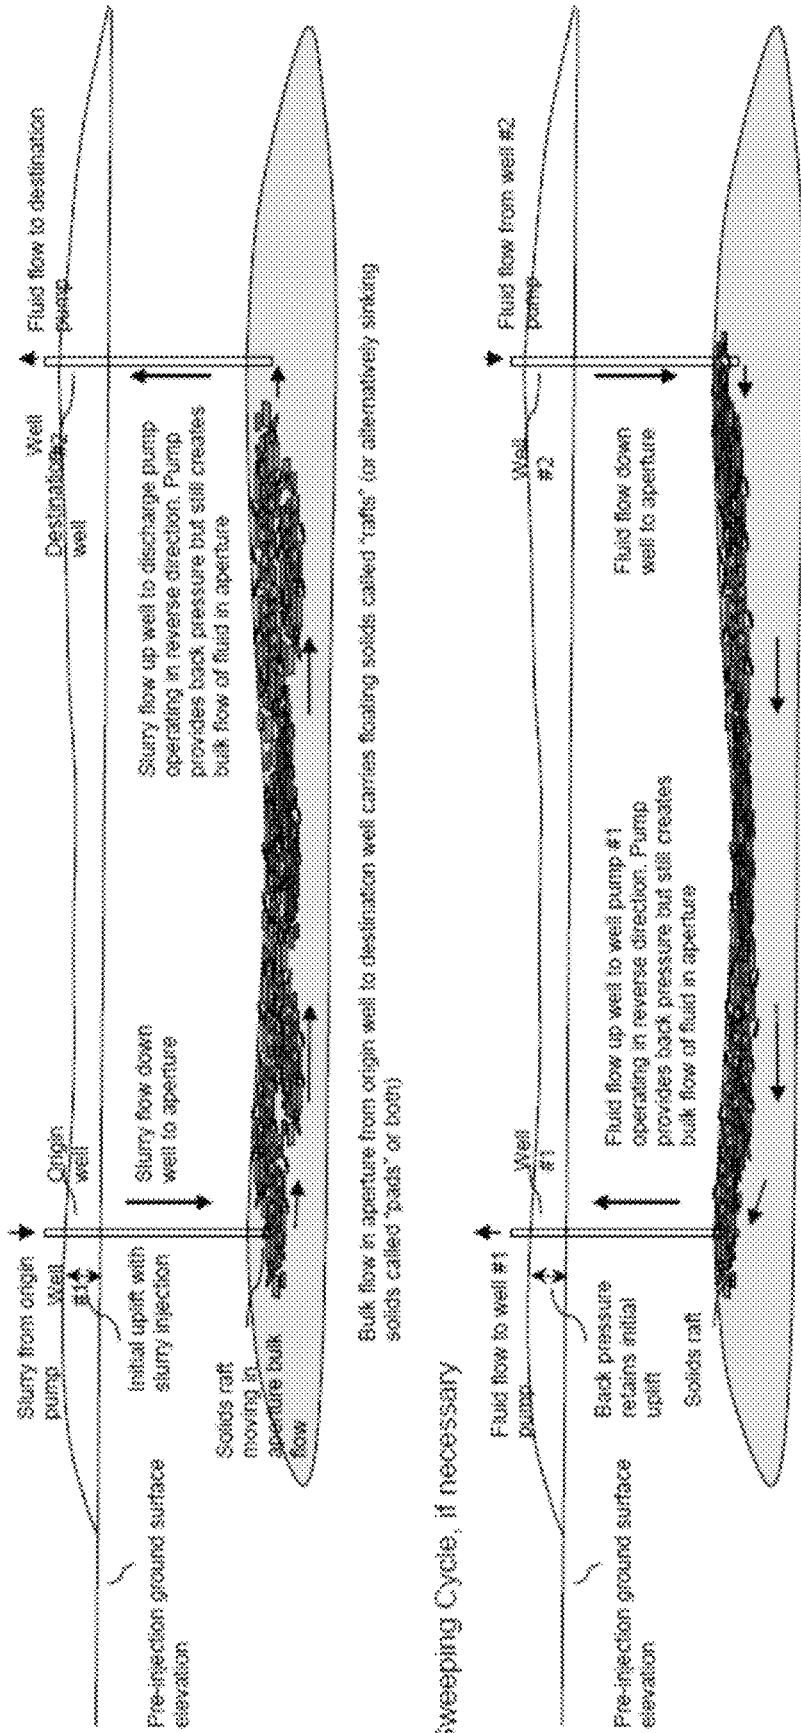 Slurry from origin
pump
Well
#1
Origin
well
Well
Destination
#2
well
Fluid flow to destination
pump
Pre-injection ground surface
elevation
Initial uplift with
slurry injection
Slurry flow down
well to aperture
Slurry flow up well to discharge pump
operating in reverse direction. Pump
provides back pressure but still creates
bulk flow of fluid in aperture
Solids raft
moving in
aperture bulk
flow
Bulk flow in aperture from origin well to destination well carries floating solids called "rafts" (or alternatively sinking
solids called "pads" or both)
weeping Cycle, if necessary
Fluid flow to well #1
pump
Well
#1
Well
#2
Fluid flow from well #2
pump
Pre-injection ground surface
elevation
Back pressure
retains initial
uplift
Fluid flow up well to well pump #1
operating in reverse direction. Pump
provides back pressure but still creates
bulk flow of fluid in aperture
Fluid flow down
well to aperture
Solids raft